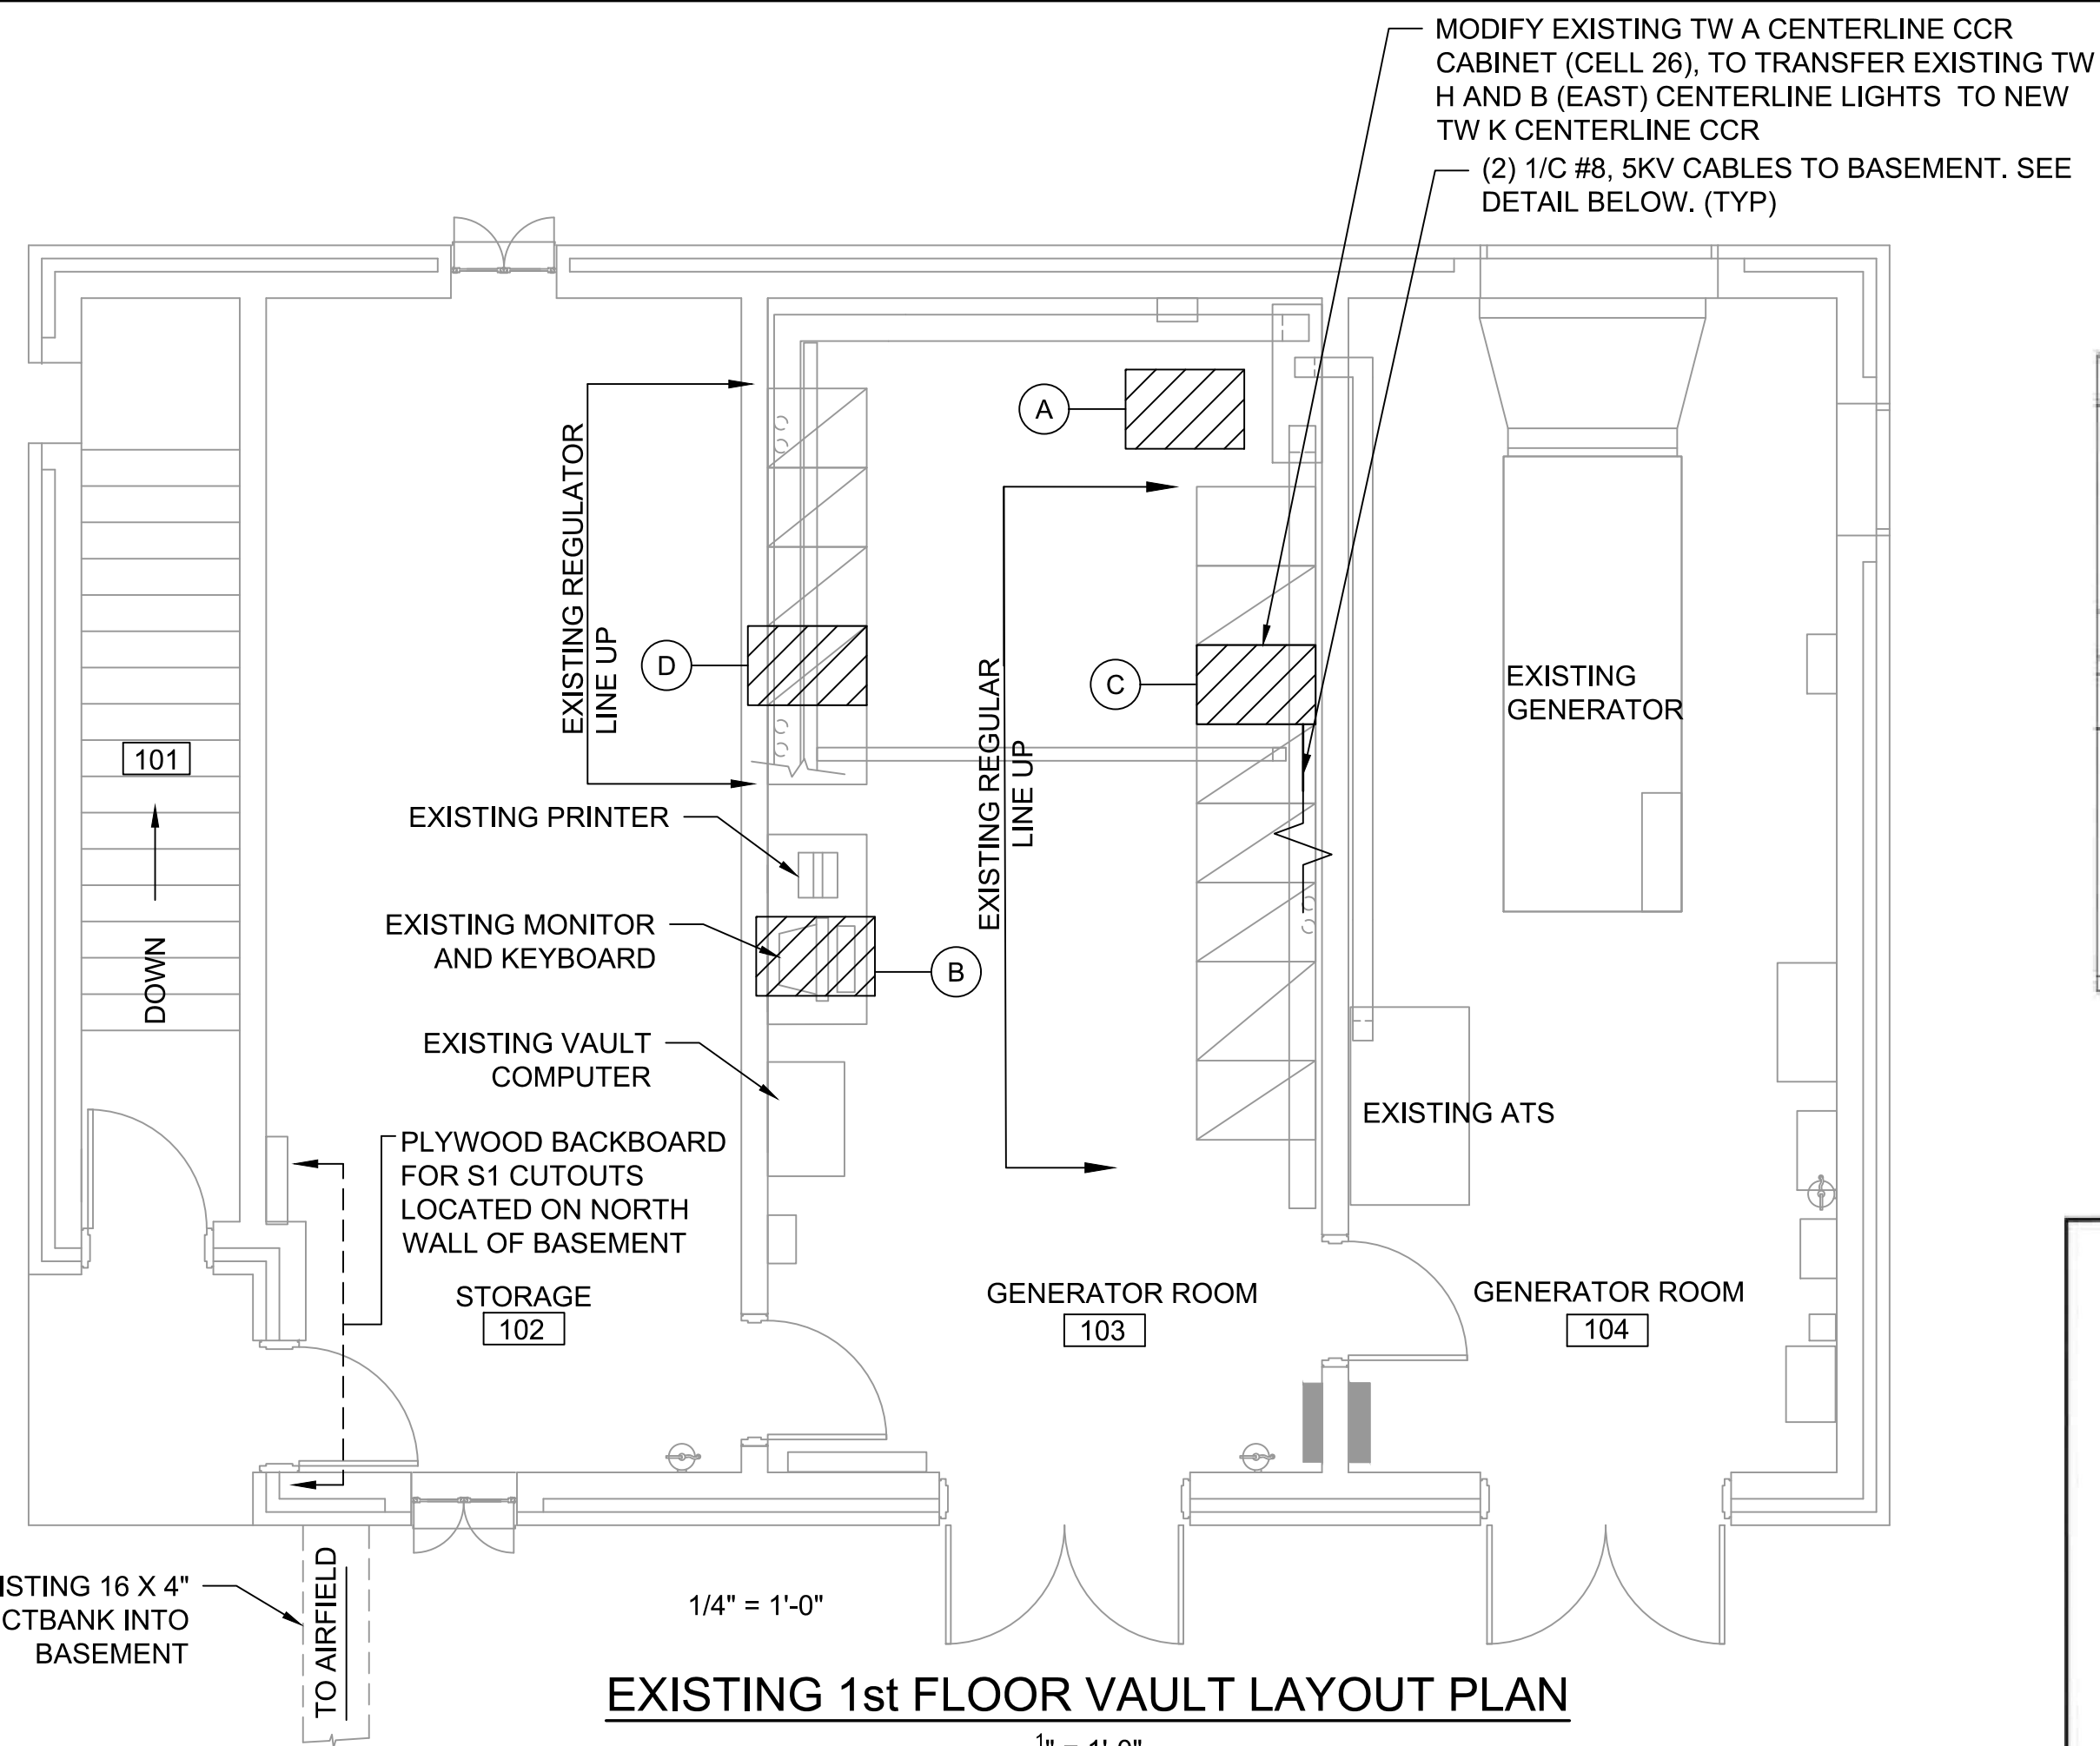 MODIFY EXISTING TW A CENTERLINE CCR
CABINET (CELL 26), TO TRANSFER EXISTING TW
H AND B (EAST) CENTERLINE LIGHTS TO NEW
TW K CENTERLINE CCR
(2) 1/C #8, 5KV CABLES TO BASEMENT. SEE
DETAIL BELOW. (TYP)
A
EXISTING REGULATOR
LINE UP
D
C
EXISTING REGULAR
LINE UP
EXISTING
GENERATOR
101
DOWN
EXISTING PRINTER
EXISTING MONITOR
AND KEYBOARD
B
EXISTING VAULT
COMPUTER
EXISTING ATS
PLYWOOD BACKBOARD
FOR S1 CUTOUTS
LOCATED ON NORTH
WALL OF BASEMENT
STORAGE
102
GENERATOR ROOM
103
GENERATOR ROOM
104
ISTING 16 X 4"
CTBANK INTO
BASEMENT
TO AIRFIELD
1/4" = 1'-0"
EXISTING 1st FLOOR VAULT LAYOUT PLAN